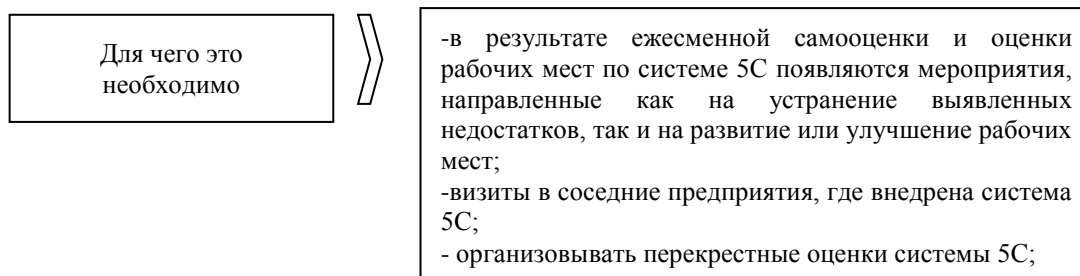 Для чего это
необходимо
-в результате ежесменной самооценки и оценки
рабочих мест по системе 5С появляются мероприятия,
направленные как на устранение выявленных
недостатков, так и на развитие или улучшение рабочих
мест;
-визиты в соседние предприятия, где внедрена система
5С;
- организовывать перекрестные оценки системы 5С;